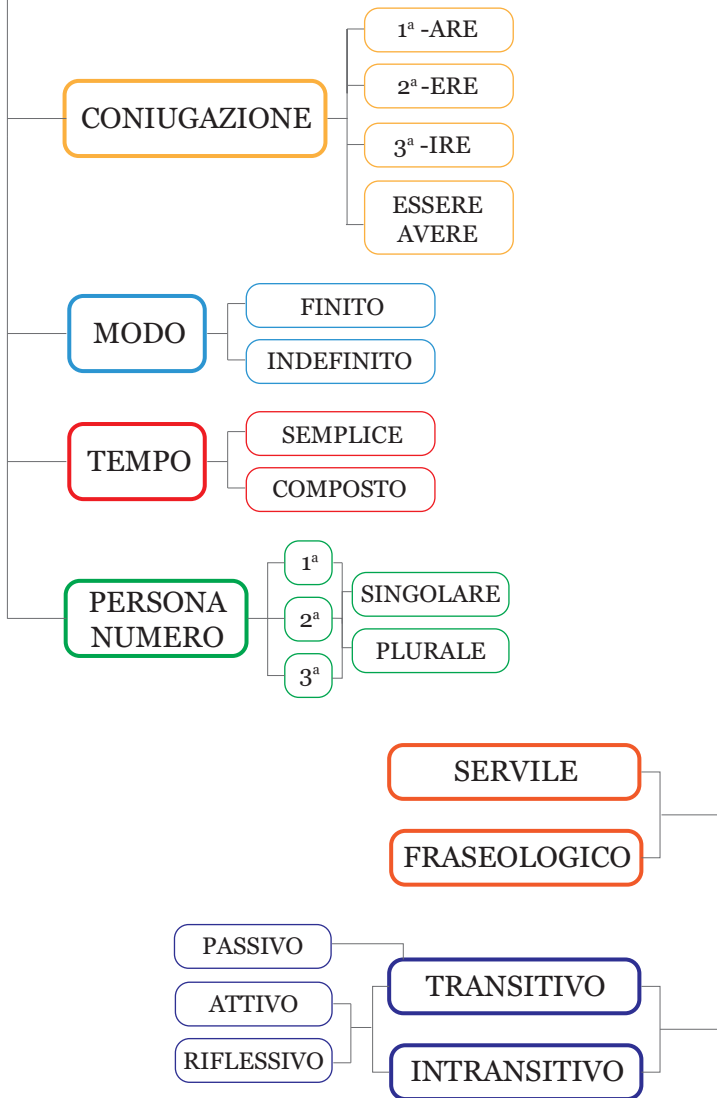 1ª -ARE
CONIUGAZIONE
2ª -ERE
3ª -IRE
ESSERE
AVERE
MODO
FINITO
INDEFINITO
TEMPO
SEMPLICE
COMPOSTO
PERSONA
NUMERO
1ª
2ª
3ª
SINGOLARE
PLURALE
SERVILE
FRASEOLOGICO
PASSIVO
ATTIVO
RIFLESSIVO
TRANSITIVO
INTRANSITIVO